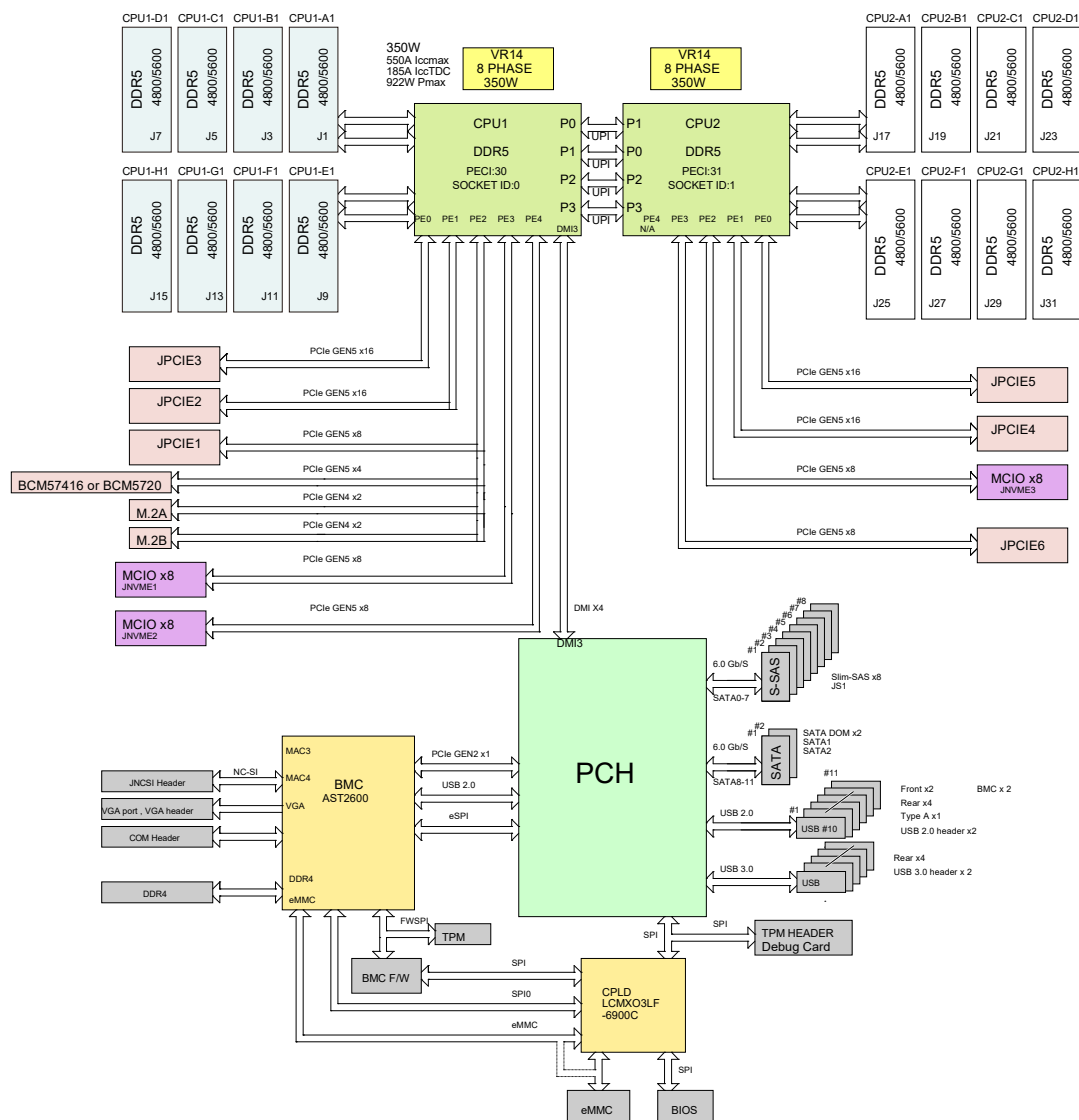 CPU1-D1 CPU1-C1 CPU1-B1 CPU1-A1
DDR5 4800/5600 J7
DDR5 4800/5600 J5
DDR5 4800/5600 J3
DDR5 4800/5600 J1
350W
550A Iccmax
185A IccTDC
922W Pmax
VR14
8 PHASE
350W
VR14
8 PHASE
350W
CPU2-A1 CPU2-B1 CPU2-C1 CPU2-D1
DDR5 4800/5600 J17
DDR5 4800/5600 J19
DDR5 4800/5600 J21
DDR5 4800/5600 J23
CPU1
DDR5
PECI:30
SOCKET ID:0
P0
P1
P2
P3
PE0 PE1 PE2 PE3 PE4
DMI3
UPI
UPI
UPI
UPI
P1
P0
P2
P3
CPU2
DDR5
PECI:31
SOCKET ID:1
PE4 PE3 PE2 PE1 PE0
N/A
CPU1-H1 CPU1-G1 CPU1-F1 CPU1-E1
DDR5 4800/5600 J15
DDR5 4800/5600 J13
DDR5 4800/5600 J11
DDR5 4800/5600 J9
CPU2-E1 CPU2-F1 CPU2-G1 CPU2-H1
DDR5 4800/5600 J25
DDR5 4800/5600 J27
DDR5 4800/5600 J29
DDR5 4800/5600 J31
JPCIE3
PCIe GEN5 x16
JPCIE2
PCIe GEN5 x16
JPCIE1
PCIe GEN5 x8
BCM57416 or BCM5720
PCIe GEN5 x4
M.2A
PCIe GEN4 x2
M.2B
PCIe GEN4 x2
MCIO x8
JNVME1
PCIe GEN5 x8
MCIO x8
JNVME2
PCIe GEN5 x8
PCIe GEN5 x16
JPCIE5
PCIe GEN5 x16
JPCIE4
PCIe GEN5 x8
MCIO x8
JNVME3
PCIe GEN5 x8
JPCIE6
DMI X4
DMI3
PCH
6.0 Gb/S
SATA0-7
#1
#2
#3
#4
#5
#6
#7
#8
S-SAS
Slim-SAS x8
JS1
6.0 Gb/S
SATA8-11
#1
#2
SATA
SATA DOM x2
SATA1
SATA2
USB 2.0
#1
#11
USB #10
Front x2 BMC x 2
Rear x4
Type A x1
USB 2.0 header x2
USB 3.0
USB
Rear x4
USB 3.0 header x 2
.
MAC3
MAC4
VGA
BMC
AST2600
DDR4
eMMC
PCIe GEN2 x1
USB 2.0
eSPI
JNCSI Header
NC-SI
VGA port , VGA header
COM Header
DDR4
FWSPI
TPM
BMC F/W
SPI
SPI0
eMMC
SPI
SPI
TPM HEADER
Debug Card
CPLD
LCMXO3LF
-6900C
SPI
eMMC
BIOS